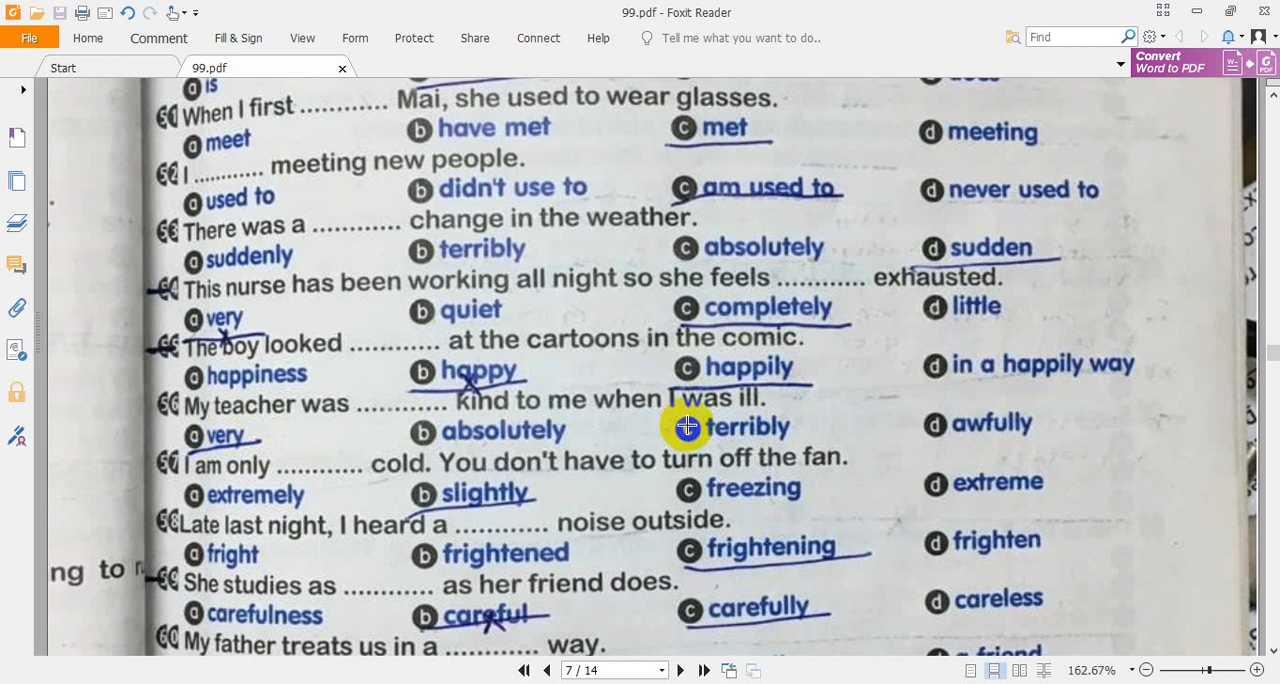 99.pdf - Foxit Reader
File Home Comment Fill & Sign View Form Protect Share Connect Help Tell me what you want to do.. Find
Start 99.pdf
Convert
Word to PDF
a is
When I first ............ Mai, she used to wear glasses.
a meet b have met c met d meeting
I ............ meeting new people.
a used to b didn't use to c am used to d never used to
There was a ............ change in the weather.
a suddenly b terribly c absolutely d sudden
This nurse has been working all night so she feels ............ exhausted.
a very b quiet c completely d little
The boy looked ............ at the cartoons in the comic.
a happiness b happy c happily d in a happily way
My teacher was ............ kind to me when I was ill.
a very b absolutely c terribly d awfully
I am only ............ cold. You don't have to turn off the fan.
a extremely b slightly c freezing d extreme
Late last night, I heard a ............ noise outside.
a fright b frightened c frightening d frighten
ng to
She studies as ............ as her friend does.
a carefulness b careful c carefully d careless
My father treats us in a ............ way.
7 / 14 162.67%